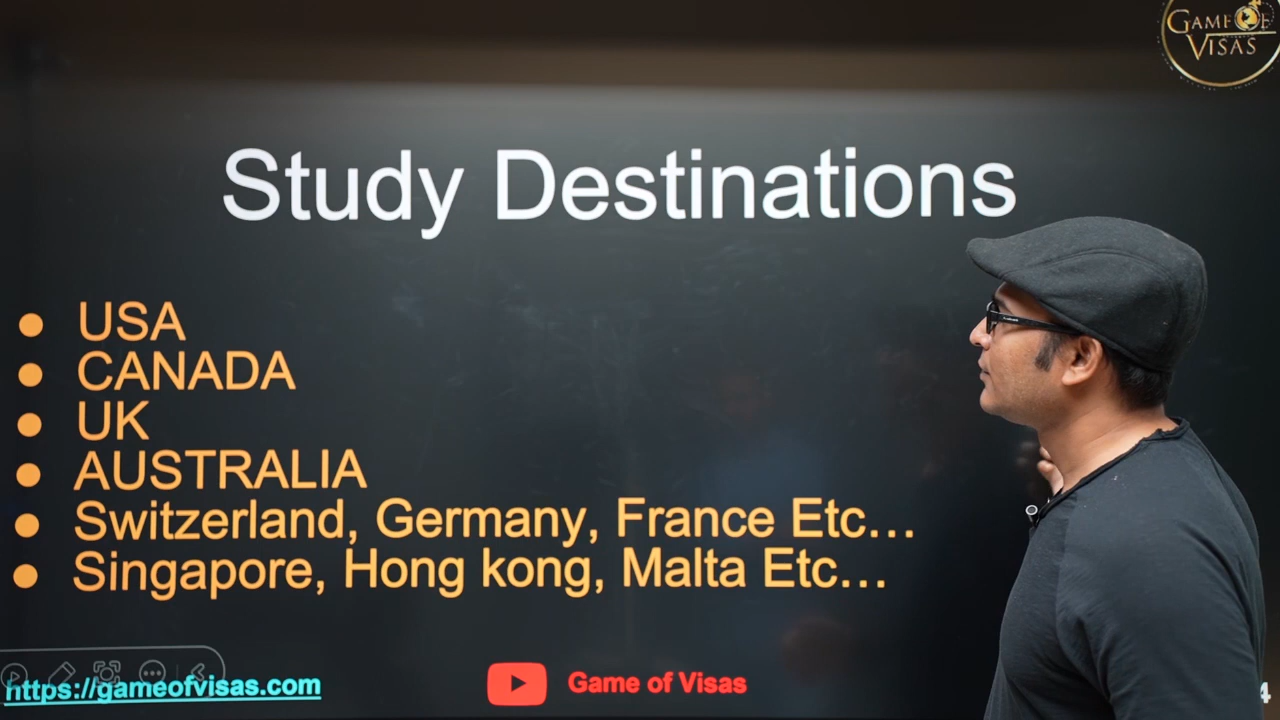 GAME OF
VISAS
Study Destinations
● USA
● CANADA
● UK
● AUSTRALIA
● Switzerland, Germany, France Etc…
● Singapore, Hong kong, Malta Etc…
https://gameofvisas.com
Game of Visas
4